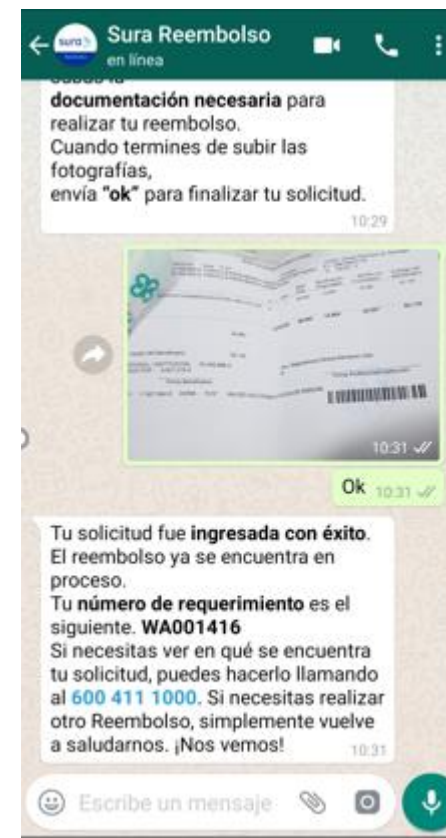 Sura Reembolso
en línea
documentación necesaria para
realizar tu reembolso.
Cuando termines de subir las
fotografías,
envía "ok" para finalizar tu solicitud.
10:29
10:31
Ok 10:31
Tu solicitud fue ingresada con éxito.
El reembolso ya se encuentra en
proceso.
Tu número de requerimiento es el
siguiente. WA001416
Si necesitas ver en qué se encuentra
tu solicitud, puedes hacerlo llamando
al 600 411 1000. Si necesitas realizar
otro Reembolso, simplemente vuelve
a saludarnos. ¡Nos vemos!
10:31
Escribe un mensaje